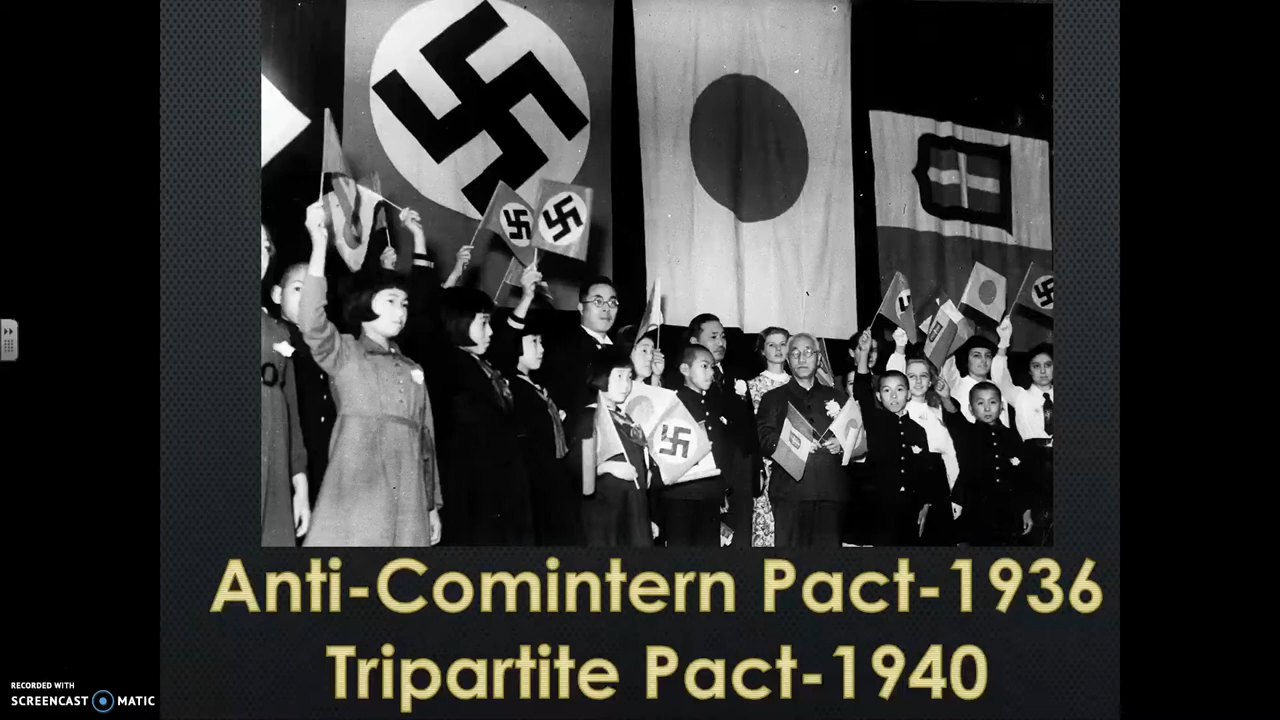 Anti-Comintern Pact-1936
Tripartite Pact-1940
RECORDED WITH
SCREENCAST MATIC